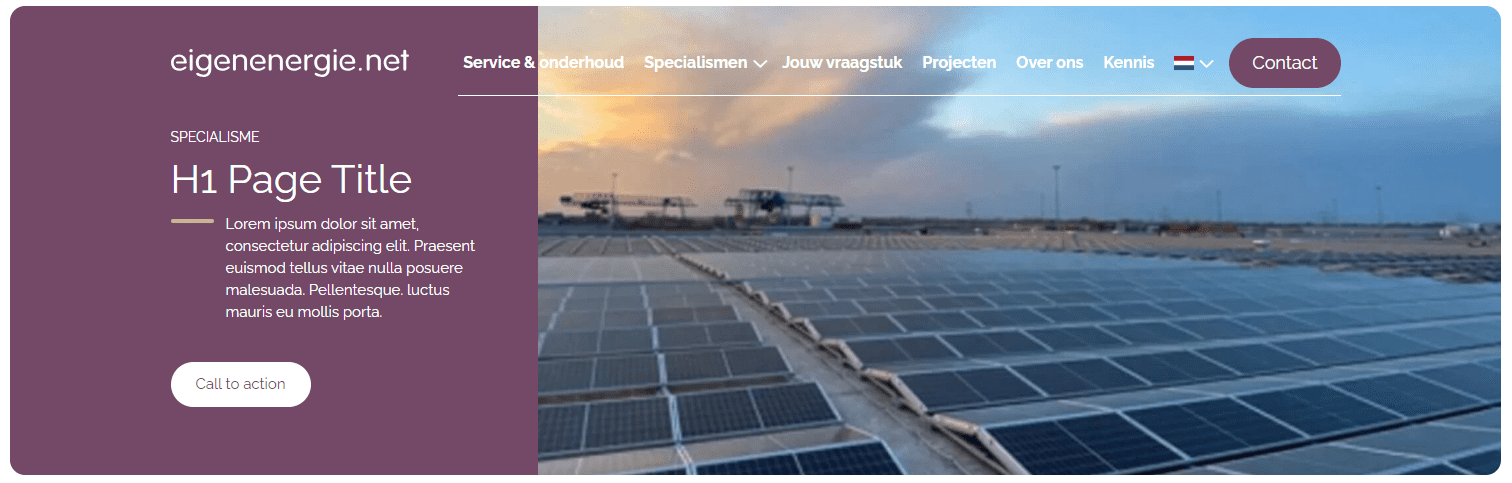 eigenenergie.net
Service & onderhoud Specialismen Jouw vraagstuk Projecten Over ons Kennis Contact
SPECIALISME
H1 Page Title
Lorem ipsum dolor sit amet,
consectetur adipiscing elit. Praesent
euismod tellus vitae nulla posuere
malesuada. Pellentesque. luctus
mauris eu mollis porta.
Call to action